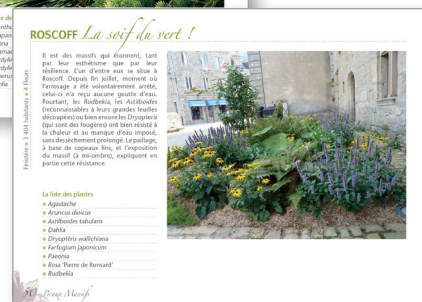 ROSCOFF La soif du vert !
Il est des massifs qui étonnent, tant
par leur esthétisme que par leur
résilience. L'un d'entre eux se situe à
Roscoff. Depuis fin juillet, moment où
l'arrosage a été volontairement arrêté,
celui-ci n'a reçu aucune goutte d'eau.
Pourtant, les Rudbekia, les Astilboides
(reconnaissables à leurs grandes feuilles
découpées) ou bien encore les Dryopteris
(qui sont des fougères) ont bien résisté à
la chaleur et au manque d'eau imposé,
sans dessèchement prolongé. Le paillage,
à base de copeaux fins, et l'exposition
du massif (à mi-ombre), expliquent en
partie cette résistance.
Finistère • 3 404 habitants • 4 Fleurs
La liste des plantes
Agastache
Aruncus dioicus
Astilboides tabularis
Dahlia
Dryoptéris wallichiana
Farfugium japonicum
Paeonia
Rosa 'Pierre de Ronsard'
Rudbekia
50 Beaux Massifs